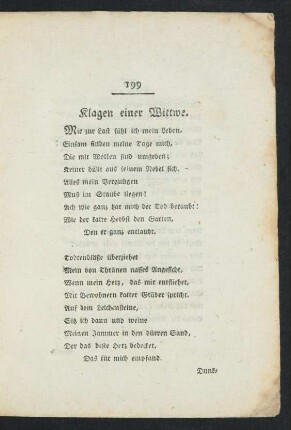 199
Klagen einer Wittwe.
Mir zur Last fühl ich mein Leben.
Einsam finden meine Tage mich,
Die mit Wolken sind umgeben;
Keiner hüllt aus seinem Nebel sich.
Alles mein Vergnügen
Muß im Staube liegen!
Ach wie ganz hat mich der Tod beraubt!
Wie der kalte Herbst den Garten,
Den er ganz entlaubt.
Todtenblässe überziehet
Mein von Thränen nasses Angesicht,
Wenn mein Herz, das mir entfliehet,
Mit Bewohnern kalter Gräber spricht.
Auf dem Leichensteine,
Sitz ich dann und weine
Meinen Jammer in den dürren Sand,
Der das beste Herz bedecket,
Das für mich empfand.
Dunk-